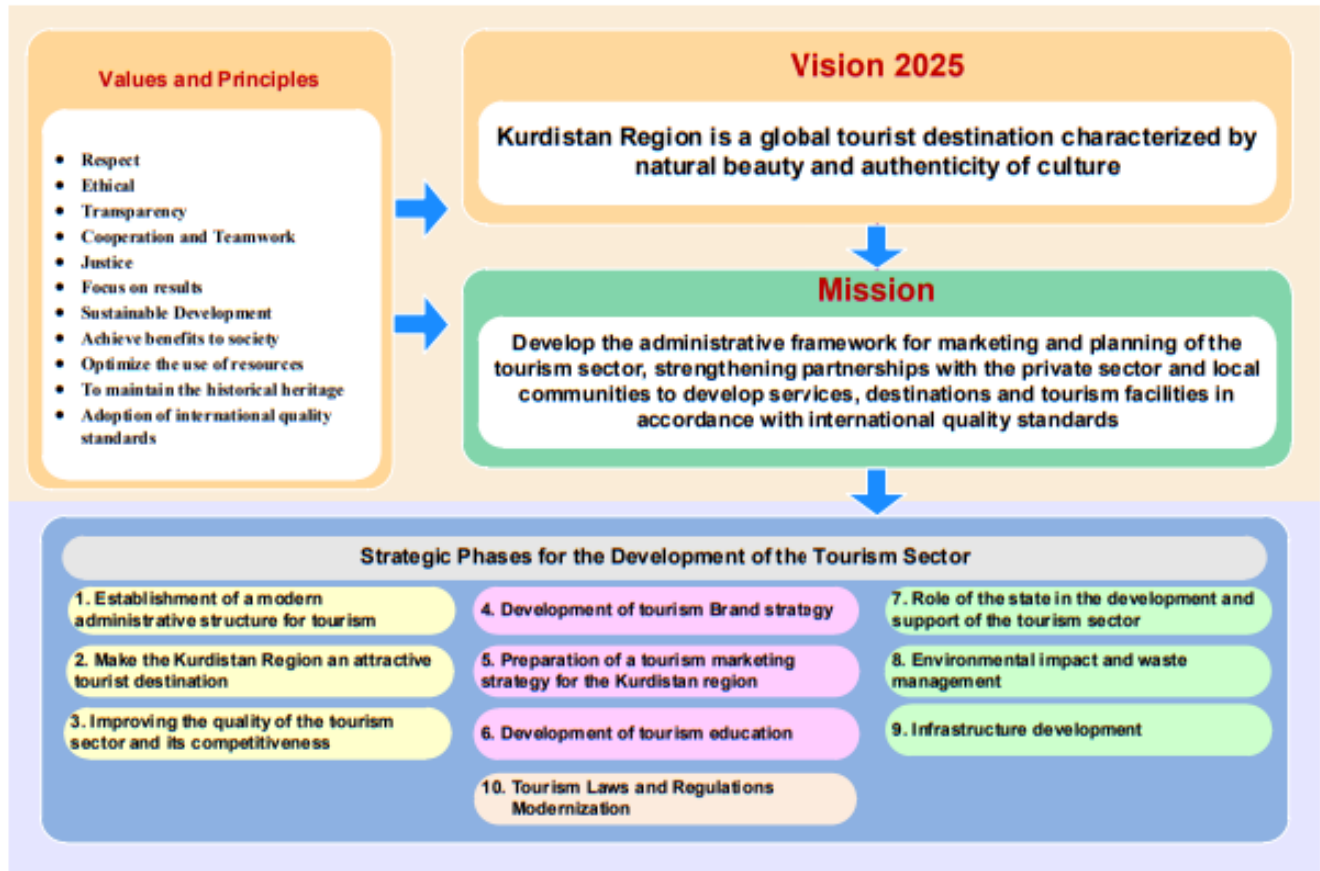 Values and Principles
• Respect
• Ethical
• Transparency
• Cooperation and Teamwork
• Justice
• Focus on results
• Sustainable Development
• Achieve benefits to society
• Optimize the use of resources
• To maintain the historical heritage
• Adoption of international quality
standards
Vision 2025
Kurdistan Region is a global tourist destination characterized by
natural beauty and authenticity of culture
Mission
Develop the administrative framework for marketing and planning of the
tourism sector, strengthening partnerships with the private sector and local
communities to develop services, destinations and tourism facilities in
accordance with international quality standards
Strategic Phases for the Development of the Tourism Sector
1. Establishment of a modern
administrative structure for tourism
2. Make the Kurdistan Region an attractive
tourist destination
3. Improving the quality of the tourism
sector and its competitiveness
4. Development of tourism Brand strategy
5. Preparation of a tourism marketing
strategy for the Kurdistan region
6. Development of tourism education
7. Role of the state in the development and
support of the tourism sector
8. Environmental impact and waste
management
9. Infrastructure development
10. Tourism Laws and Regulations
Modernization